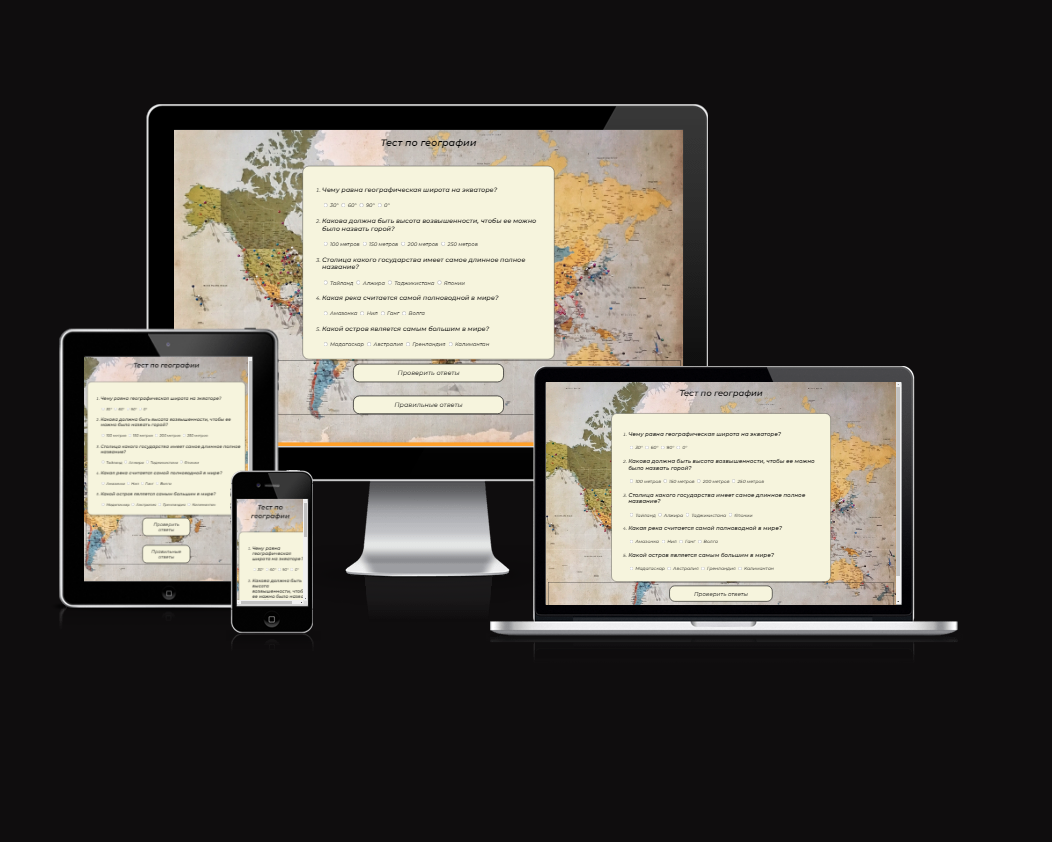 Тест по географии
1. Чему равна географическая широта на экваторе?
30° 60° 90° 0°
2. Какова должна быть высота возвышенности, чтобы ее можно
было назвать горой?
100 метров 150 метров 200 метров 250 метров
3. Столица какого государства имеет самое длинное полное
название?
Тайланд Алжира Таджикистана Японии
4. Какая река считается самой полноводной в мире?
Амазонка Нил Ганг Волга
5. Какой остров является самым большим в мире?
Мадагаскар Австралия Гренландия Калимантан
Проверить ответы
Правильные ответы
Тест по географии
1. Чему равна географическая широта на экваторе?
30° 60° 90° 0°
2. Какова должна быть высота возвышенности, чтобы ее
можно было назвать горой?
100 метров 150 метров 200 метров 250 метров
3. Столица какого государства имеет самое длинное полное
название?
Тайланд Алжира Таджикистана Японии
4. Какая река считается самой полноводной в мире?
Амазонка Нил Ганг Волга
5. Какой остров является самым большим в мире?
Мадагаскар Австралия Гренландия Калимантан
Проверить
ответы
Правильные
ответы
Тест по
географии
1. Чему равна
географическая
широта на экваторе?
30° 60° 90° 0°
2. Какова должна быть
высота
возвышенности, чтоб
ее можно было назва
Тест по географии
1. Чему равна географическая широта на экваторе?
30° 60° 90° 0°
2. Какова должна быть высота возвышенности, чтобы ее можно
было назвать горой?
100 метров 150 метров 200 метров 250 метров
3. Столица какого государства имеет самое длинное полное
название?
Тайланд Алжира Таджикистана Японии
4. Какая река считается самой полноводной в мире?
Амазонка Нил Ганг Волга
5. Какой остров является самым большим в мире?
Мадагаскар Австралия Гренландия Калимантан
Проверить ответы